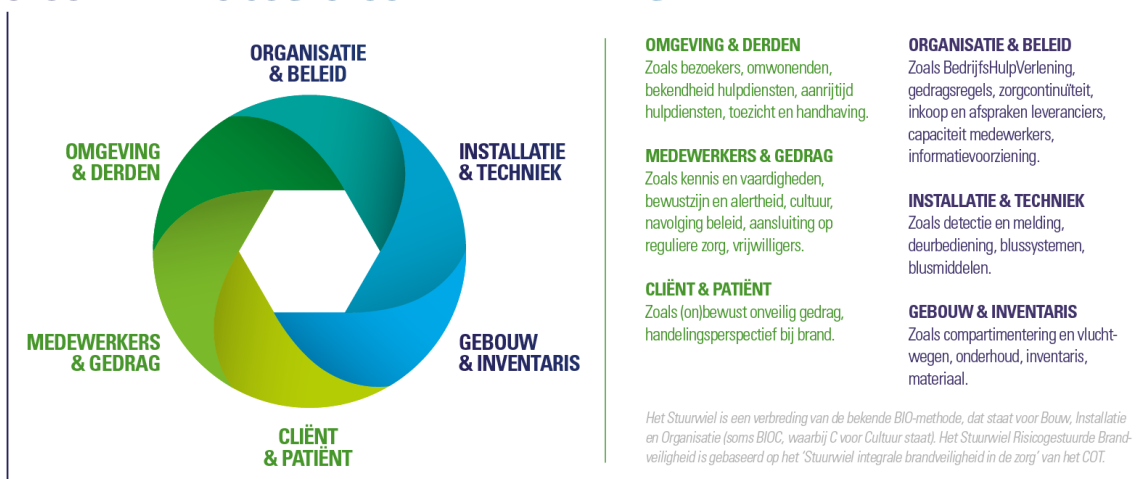 ORGANISATIE
& BELEID
OMGEVING
& DERDEN
INSTALLATIE
& TECHNIEK
MEDEWERKERS
& GEDRAG
GEBOUW
& INVENTARIS
CLIËNT
& PATIËNT
OMGEVING & DERDEN
Zoals bezoekers, omwonenden,
bekendheid hulpdiensten, aanrijtijd
hulpdiensten, toezicht en handhaving.
MEDEWERKERS & GEDRAG
Zoals kennis en vaardigheden,
bewustzijn en alertheid, cultuur,
navolging beleid, aansluiting op
reguliere zorg, vrijwilligers.
CLIËNT & PATIËNT
Zoals (on)bewust onveilig gedrag,
handelingsperspectief bij brand.
ORGANISATIE & BELEID
Zoals BedrijfsHulpVerlening,
gedragsregels, zorgcontinuïteit,
inkoop en afspraken leveranciers,
capaciteit medewerkers,
informatievoorziening.
INSTALLATIE & TECHNIEK
Zoals detectie en melding,
deurbediening, blussystemen,
blusmiddelen.
GEBOUW & INVENTARIS
Zoals compartimentering en vlucht-
wegen, onderhoud, inventaris,
materiaal.
Het Stuurwiel is een verbreding van de bekende BIO-methode, dat staat voor Bouw, Installatie
en Organisatie (soms BIOC, waarbij C voor Cultuur staat). Het Stuurwiel Risicogestuurde Brand-
veiligheid is gebaseerd op het 'Stuurwiel integrale brandveiligheid in de zorg' van het COT.